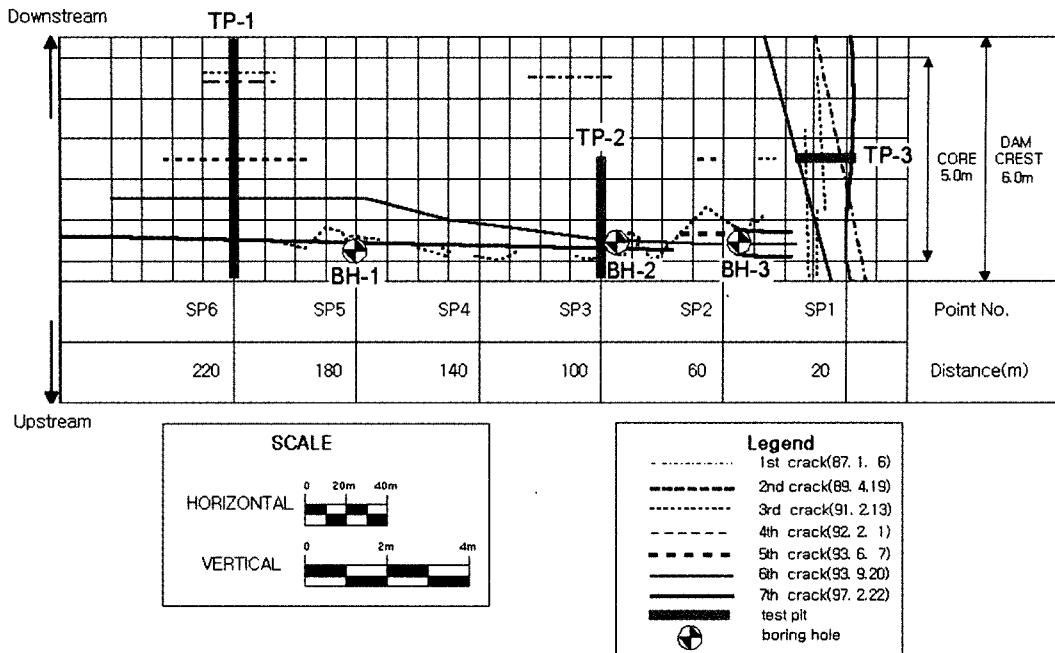 Downstream
TP-1
TP-2
TP-3
CORE
5.0m
DAM
CREST
6.0m
BH-1
BH-2
BH-3
SP6 SP5 SP4 SP3 SP2 SP1 Point No.
220 180 140 100 60 20 Distance(m)
Upstream
SCALE
HORIZONTAL
0 20m 40m
VERTICAL
0 2m 4m
Legend
1st crack(87. 1. 6)
2nd crack(89. 4.19)
3rd crack(91. 2.13)
4th crack(92. 2. 1)
5th crack(93. 6. 7)
6th crack(93. 9.20)
7th crack(97. 2.22)
test pit
boring hole